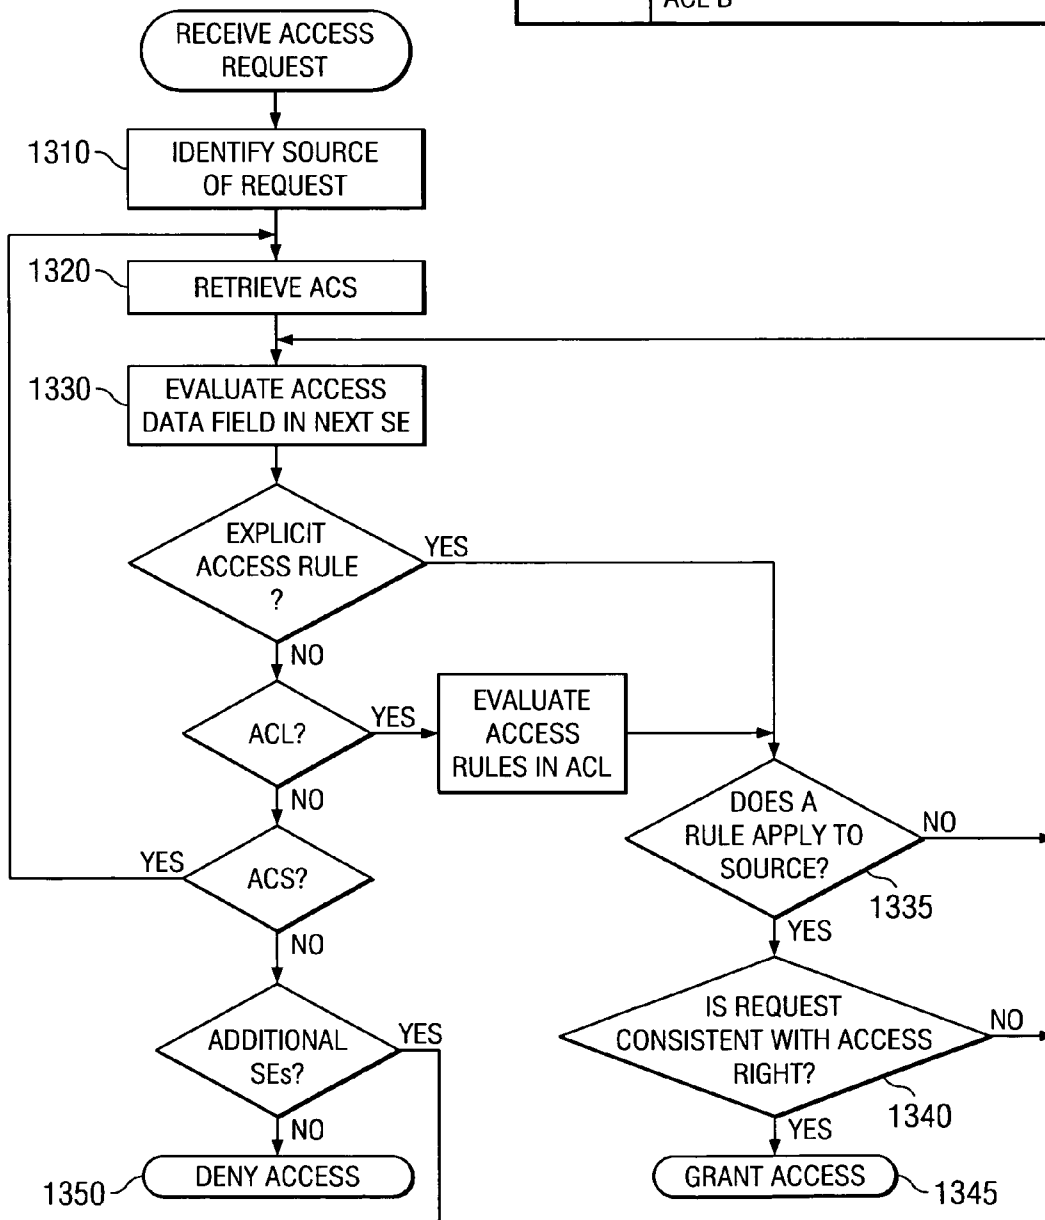 ACL B
RECEIVE ACCESS
REQUEST
1310
IDENTIFY SOURCE
OF REQUEST
1320
RETRIEVE ACS
1330
EVALUATE ACCESS
DATA FIELD IN NEXT SE
EXPLICIT
ACCESS RULE
?
YES
NO
ACL?
YES
EVALUATE
ACCESS
RULES IN ACL
NO
DOES A
RULE APPLY TO
SOURCE?
NO
1335
YES
ACS?
YES
NO
IS REQUEST
CONSISTENT WITH ACCESS
RIGHT?
NO
1340
ADDITIONAL
SEs?
YES
NO
YES
DENY ACCESS
1350
GRANT ACCESS
1345